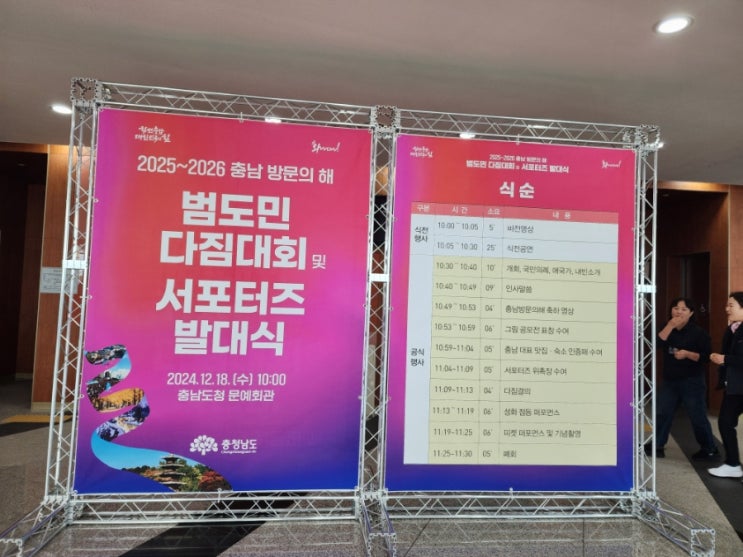 2025~2026 충남 방문의 해
범도민
다짐대회 및
서포터즈
발대식
2024.12.18.(수) 10:00
충남도청 문예회관
충청남도
2025~2026 충남 방문의 해
범도민 다짐대회 및 서포터즈 발대식
식 순
구분 시 간 소요 내 용
식전행사
10:00~10:05 5' 비전영상
10:05~10:30 25' 식전공연
공식행사
10:30~10:40 10' 개회, 국민의례, 애국가, 내빈소개
10:40~10:49 09' 인사말씀
10:49~10:53 04' 충남방문의해 축하 영상
10:53~10:59 06' 그림 공모전 표창 수여
10:59-11:04 05' 충남 대표 맛집·숙소 인증패 수여
11:04~11:09 05' 서포터즈 위촉장 수여
11:09~11:13 04' 다짐결의
11:13~11:19 06' 성화 점등 퍼포먼스
11:19~11:25 06' 피켓 퍼포먼스 및 기념촬영
11:25-11:30 05' 폐회